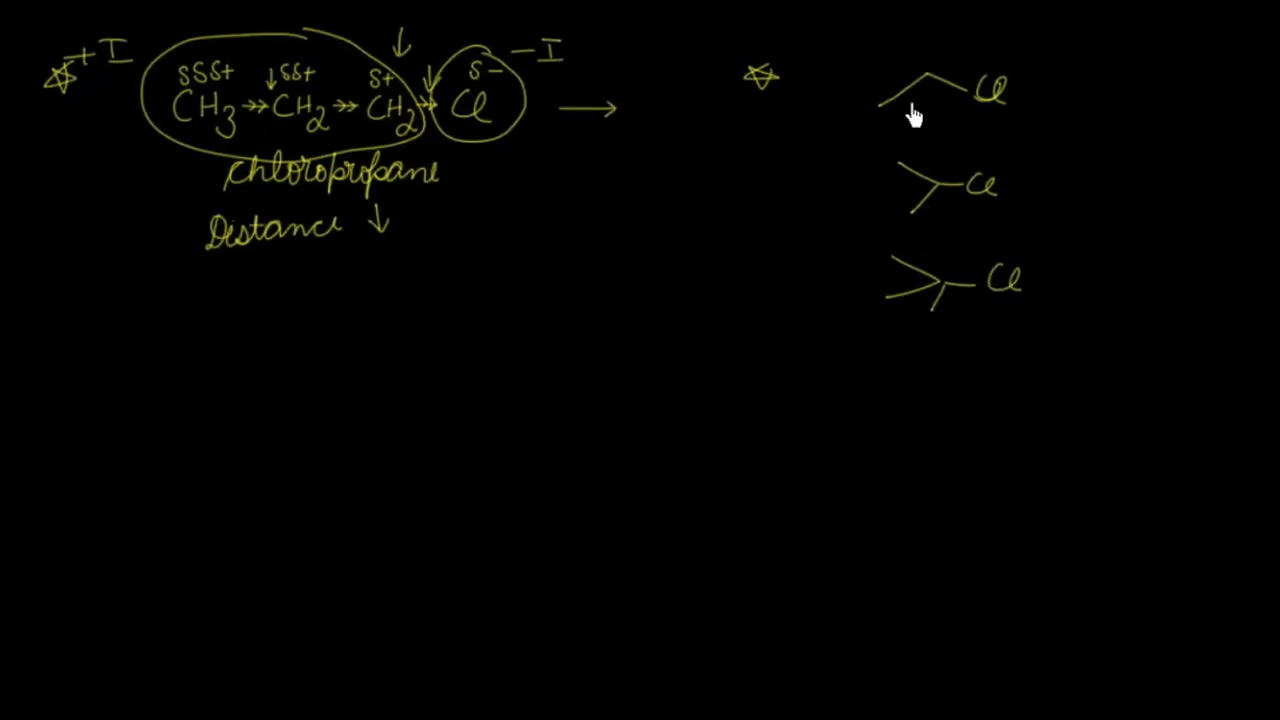 +I δδδ+ δδ+ δ+ δ- -I
CH3 →» CH2 →» CH2 →» Cl →
chloropropane
Distance ↓
Cl
Cl
Cl